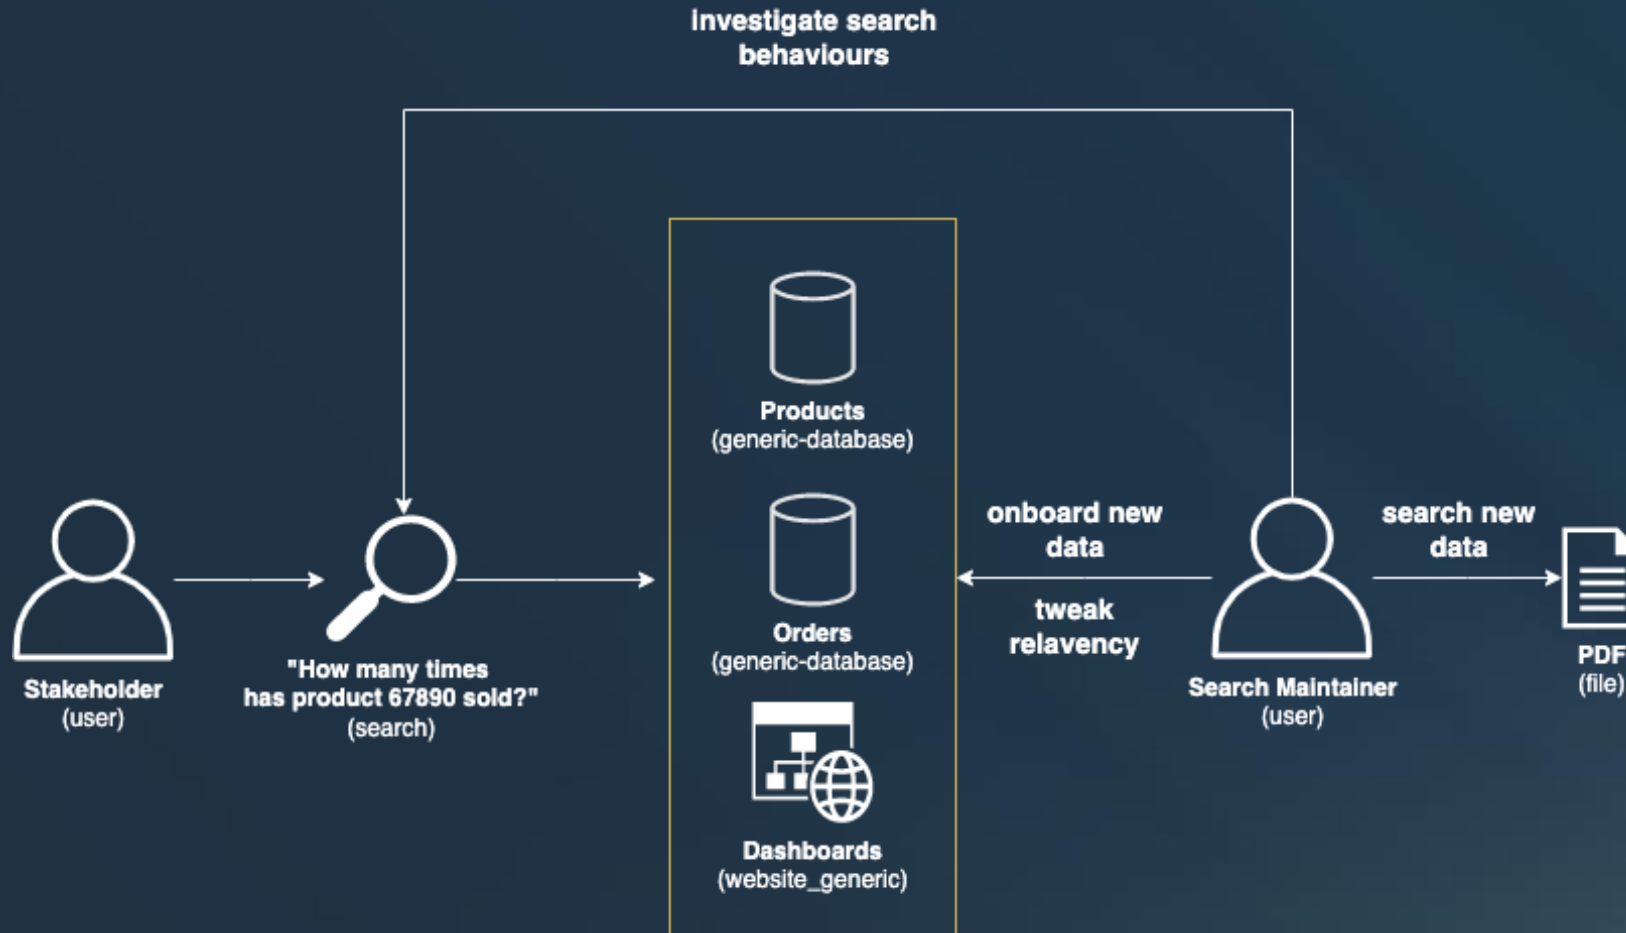 investigate search
behaviours
Products
(generic-database)
Orders
(generic-database)
Dashboards
(website_generic)
Stakeholder
(user)
"How many times
has product 67890 sold?"
(search)
onboard new
data
tweak
relavency
Search Maintainer
(user)
search new
data
PDF
(file)